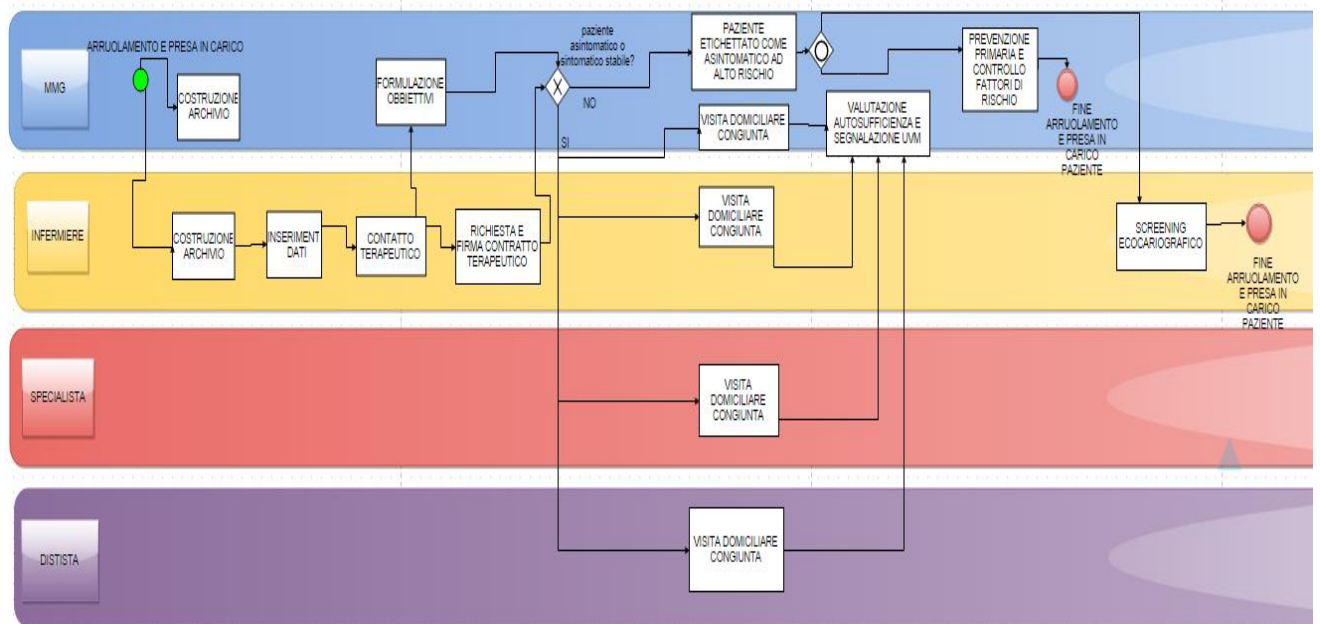 ARRUOLAMENTO E PRESA IN CARICO
MMG
COSTRUZIONE
ARCHIVIO
FORMULAZIONE
OBBIETTIVI
paziente
asintomatico o
sintomatico stabile?
X
NO
SI
PAZIENTE
ETICHETTATO COME
ASINTOMATICO AD
ALTO RISCHIO
VISITA DOMICILIARE
CONGIUNTA
VALUTAZIONE
AUTOSUFFICIENZA E
SEGNALAZIONE UVM
PREVENZIONE
PRIMARIA E
CONTROLLO
FATTORI DI
RISCHIO
FINE
ARRUOLAMENTO
E PRESA IN
CARICO
PAZIENTE
INFERMIERE
COSTRUZIONE
ARCHIVIO
INSERIMENT
DATI
CONTATTO
TERAPEUTICO
RICHIESTA E
FIRMA CONTRATTO
TERAPEUTICO
VISITA
DOMICILIARE
CONGIUNTA
SCREENING
ECOCARIOGRAFICO
FINE
ARRUOLAMENTO
E PRESA IN
CARICO
PAZIENTE
SPECIALISTA
VISITA
DOMICILIARE
CONGIUNTA
DISTISTA
VISITA DOMICILIARE
CONGIUNTA